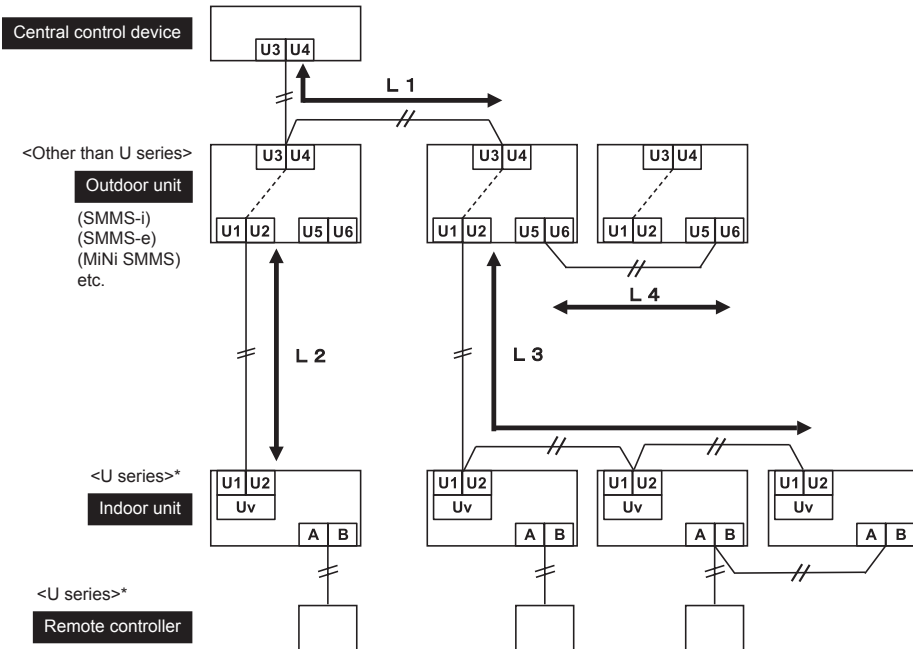 Central control device
U3 U4
L 1
<Other than U series>
U3 U4
U3 U4
U3 U4
Outdoor unit
(SMMS-i)
(SMMS-e)
(MiNi SMMS)
etc.
U1 U2
U5 U6
U1 U2
U5 U6
U1 U2
U5 U6
L 4
L 2
L 3
<U series>*
Indoor unit
U1 U2
Uv
A B
U1 U2
Uv
A B
U1 U2
Uv
A B
U1 U2
Uv
A B
<U series>*
Remote controller